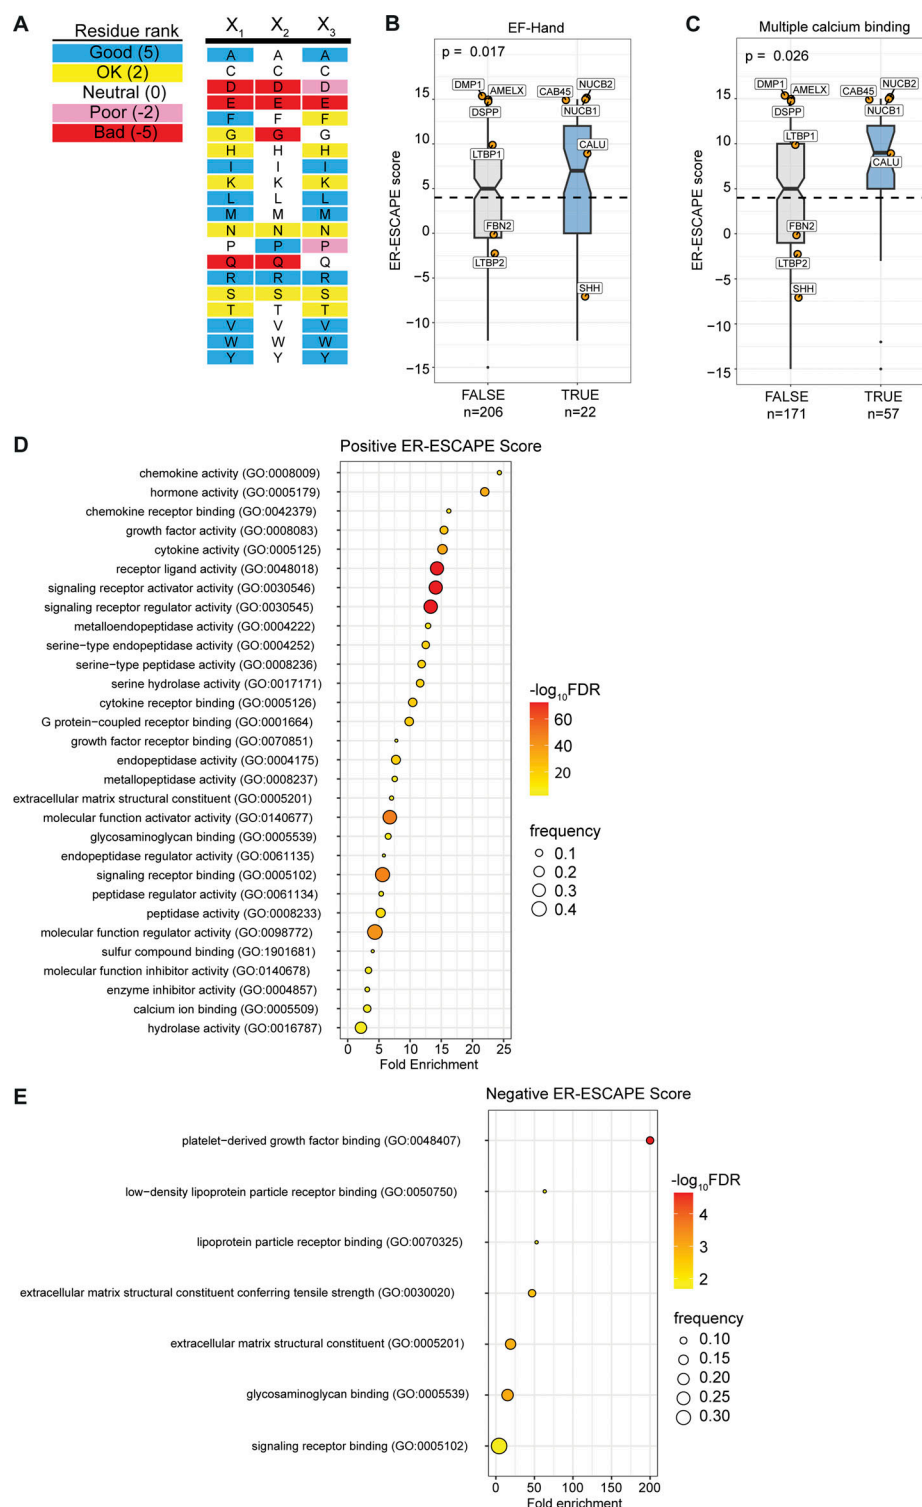 A
Residue rank
Good (5)
OK (2)
Neutral (0)
Poor (-2)
Bad (-5)
X1 X2 X3
A A A
C C C
D D D
E E E
F F F
G G G
H H H
I I I
K K K
L L L
M M M
N N N
P P P
Q Q Q
R R R
S S S
T T T
V V V
W W W
Y Y Y
B
EF-Hand
p = 0.017
ER-ESCAPE score
15
10
5
0
−5
−10
−15
DMP1
AMELX
DSPP
LTBP1
FBN2
LTBP2
CAB45
NUCB2
NUCB1
CALU
SHH
FALSE
n=206
TRUE
n=22
C
Multiple calcium binding
p = 0.026
ER-ESCAPE score
15
10
5
0
−5
−10
−15
DMP1
AMELX
DSPP
LTBP1
FBN2
LTBP2
SHH
CAB45
NUCB2
NUCB1
CALU
FALSE
n=171
TRUE
n=57
D
Positive ER-ESCAPE Score
chemokine activity (GO:0008009)
hormone activity (GO:0005179)
chemokine receptor binding (GO:0042379)
growth factor activity (GO:0008083)
cytokine activity (GO:0005125)
receptor ligand activity (GO:0048018)
signaling receptor activator activity (GO:0030546)
signaling receptor regulator activity (GO:0030545)
metalloendopeptidase activity (GO:0004222)
serine−type endopeptidase activity (GO:0004252)
serine−type peptidase activity (GO:0008236)
serine hydrolase activity (GO:0017171)
cytokine receptor binding (GO:0005126)
G protein−coupled receptor binding (GO:0001664)
growth factor receptor binding (GO:0070851)
endopeptidase activity (GO:0004175)
metallopeptidase activity (GO:0008237)
extracellular matrix structural constituent (GO:0005201)
molecular function activator activity (GO:0140677)
glycosaminoglycan binding (GO:0005539)
endopeptidase regulator activity (GO:0061135)
signaling receptor binding (GO:0005102)
peptidase regulator activity (GO:0061134)
peptidase activity (GO:0008233)
molecular function regulator activity (GO:0098772)
sulfur compound binding (GO:1901681)
molecular function inhibitor activity (GO:0140678)
enzyme inhibitor activity (GO:0004857)
calcium ion binding (GO:0005509)
hydrolase activity (GO:0016787)
0 5 10 15 20 25
Fold Enrichment
-log10FDR
60
40
20
frequency
0.1
0.2
0.3
0.4
E
Negative ER-ESCAPE Score
platelet−derived growth factor binding (GO:0048407)
low−density lipoprotein particle receptor binding (GO:0050750)
lipoprotein particle receptor binding (GO:0070325)
extracellular matrix structural constituent conferring tensile strength (GO:0030020)
extracellular matrix structural constituent (GO:0005201)
glycosaminoglycan binding (GO:0005539)
signaling receptor binding (GO:0005102)
0 50 100 150 200
Fold enrichment
-log10FDR
4
3
2
frequency
0.10
0.15
0.20
0.25
0.30